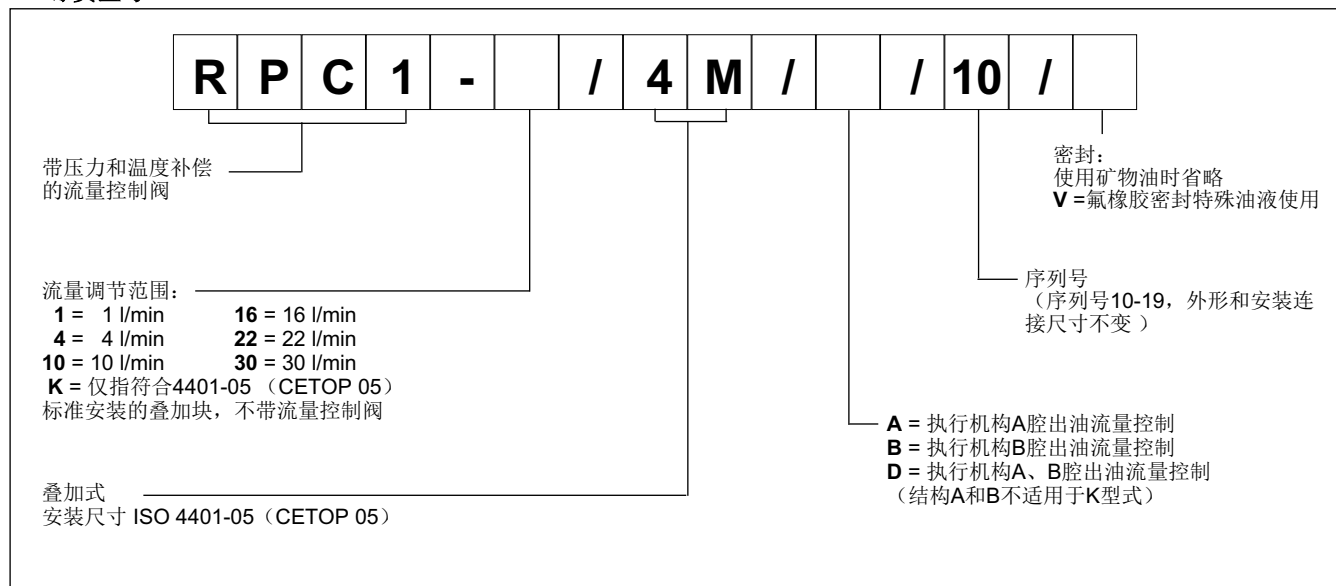 R P C 1 - / 4 M / / 10 /
带压力和温度补偿
的流量控制阀
密封:
使用矿物油时省略
V =氟橡胶密封特殊油液使用
流量调节范围:
1 = 1 l/min 16 = 16 l/min
4 = 4 l/min 22 = 22 l/min
10 = 10 l/min 30 = 30 l/min
K = 仅指符合4401-05 （CETOP 05）
标准安装的叠加块，不带流量控制阀
序列号
（序列号10-19，外形和安装连
接尺寸不变 ）
A = 执行机构A腔出油流量控制
B = 执行机构B腔出油流量控制
D = 执行机构A、B腔出油流量控制
（结构A和B不适用于K型式）
叠加式
安装尺寸 ISO 4401-05（CETOP 05）